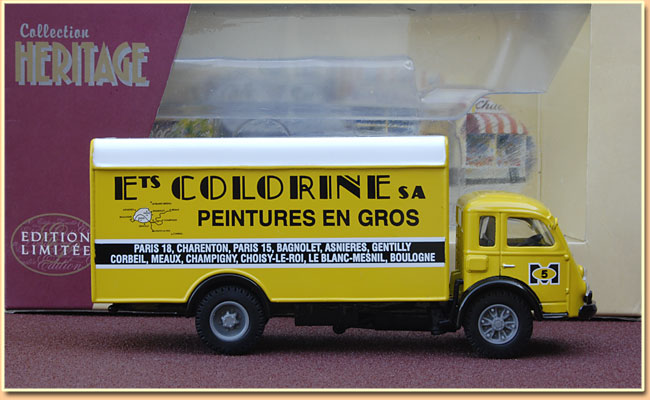 Collection
HERITAGE
EDITION
LIMITÉE
ETS COLORINE SA
PEINTURES EN GROS
PARIS 18, CHARENTON, PARIS 15, BAGNOLET, ASNIERES, GENTILLY
CORBEIL, MEAUX, CHAMPIGNY, CHOISY-LE-ROI, LE BLANC-MESNIL, BOULOGNE
5